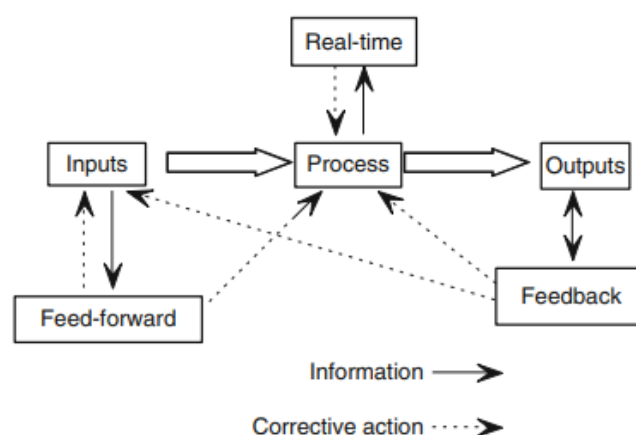 Real-time
Inputs
Process
Outputs
Feed-forward
Feedback
Information
Corrective action